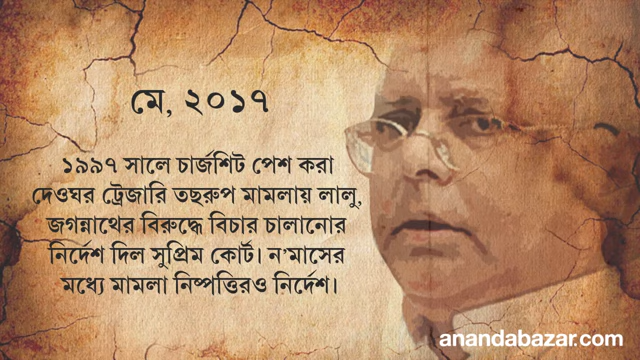 মে, ২০১৭
১৯৯৭ সালে চার্জশিট পেশ করা
দেওঘর ট্রেজারি তছরুপ মামলায় লালু,
জগন্নাথের বিরুদ্ধে বিচার চালানোর
নির্দেশ দিল সুপ্রিম কোর্ট। ন'মাসের
মধ্যে মামলা নিষ্পত্তিরও নির্দেশ।
anandabazar.com